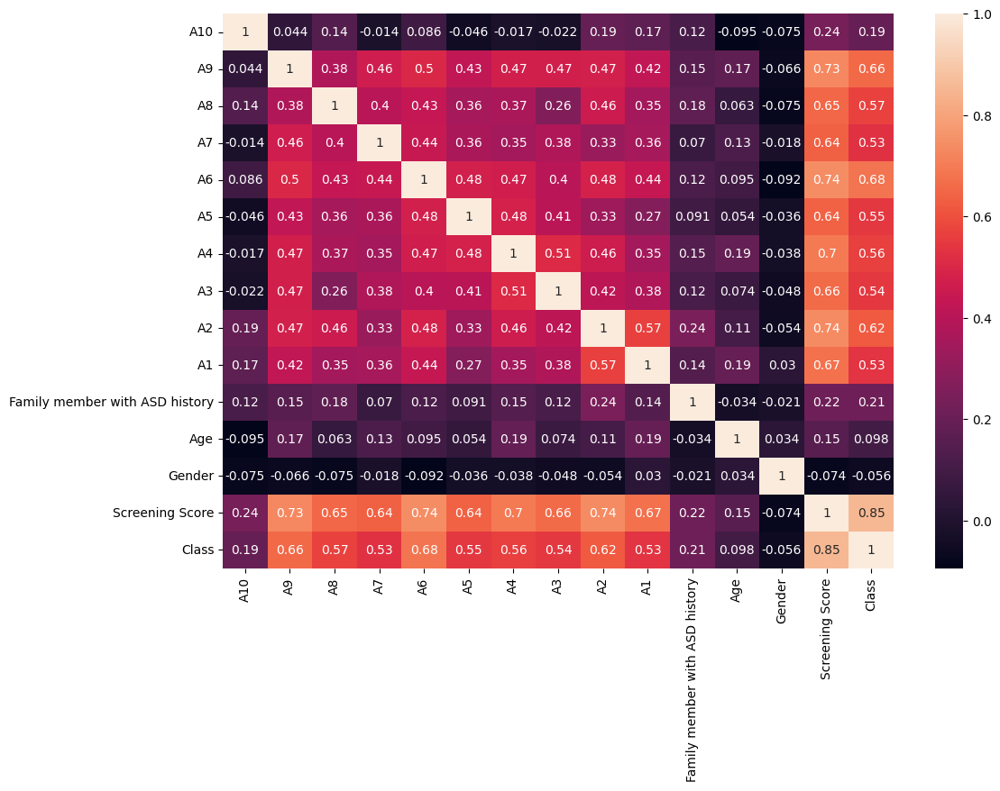 A10 1 0.044 0.14 -0.014 0.086 -0.046 -0.017 -0.022 0.19 0.17 0.12 -0.095 -0.075 0.24 0.19
A9 0.044 1 0.38 0.46 0.5 0.43 0.47 0.47 0.47 0.42 0.15 0.17 -0.066 0.73 0.66
A8 0.14 0.38 1 0.4 0.43 0.36 0.37 0.26 0.46 0.35 0.18 0.063 -0.075 0.65 0.57
A7 -0.014 0.46 0.4 1 0.44 0.36 0.35 0.38 0.33 0.36 0.07 0.13 -0.018 0.64 0.53
A6 0.086 0.5 0.43 0.44 1 0.48 0.47 0.4 0.48 0.44 0.12 0.095 -0.092 0.74 0.68
A5 -0.046 0.43 0.36 0.36 0.48 1 0.48 0.41 0.33 0.27 0.091 0.054 -0.036 0.64 0.55
A4 -0.017 0.47 0.37 0.35 0.47 0.48 1 0.51 0.46 0.35 0.15 0.19 -0.038 0.7 0.56
A3 -0.022 0.47 0.26 0.38 0.4 0.41 0.51 1 0.42 0.38 0.12 0.074 -0.048 0.66 0.54
A2 0.19 0.47 0.46 0.33 0.48 0.33 0.46 0.42 1 0.57 0.24 0.11 -0.054 0.74 0.62
A1 0.17 0.42 0.35 0.36 0.44 0.27 0.35 0.38 0.57 1 0.14 0.19 0.03 0.67 0.53
Family member with ASD history 0.12 0.15 0.18 0.07 0.12 0.091 0.15 0.12 0.24 0.14 1 -0.034 -0.021 0.22 0.21
Age -0.095 0.17 0.063 0.13 0.095 0.054 0.19 0.074 0.11 0.19 -0.034 1 0.034 0.15 0.098
Gender -0.075 -0.066 -0.075 -0.018 -0.092 -0.036 -0.038 -0.048 -0.054 0.03 -0.021 0.034 1 -0.074 -0.056
Screening Score 0.24 0.73 0.65 0.64 0.74 0.64 0.7 0.66 0.74 0.67 0.22 0.15 -0.074 1 0.85
Class 0.19 0.66 0.57 0.53 0.68 0.55 0.56 0.54 0.62 0.53 0.21 0.098 -0.056 0.85 1
A10
A9
A8
A7
A6
A5
A4
A3
A2
A1
Family member with ASD history
Age
Gender
Screening Score
Class
1.0
0.8
0.6
0.4
0.2
0.0